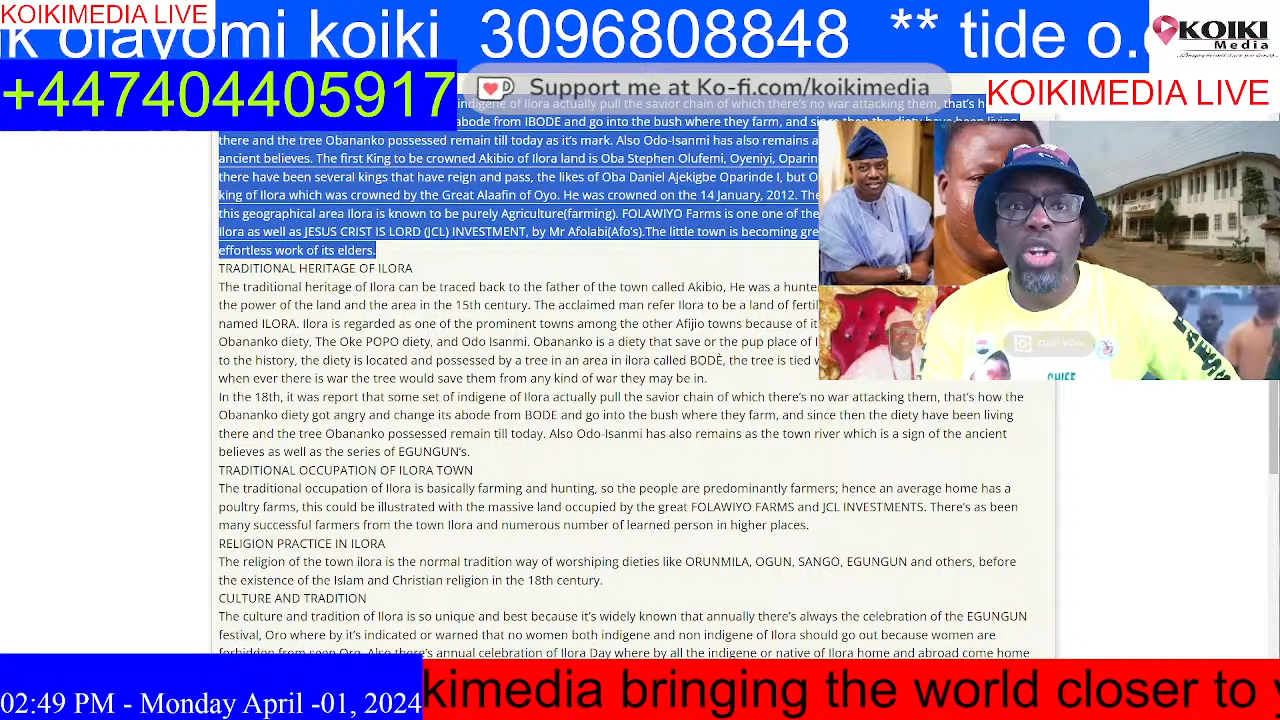 KOIKIMEDIA LIVE
k olayomi koiki 3096808848 ** tide o.
KOIKI
Media
+447404405917
Support me at Ko-fi.com/koikimedia
KOIKIMEDIA LIVE
indigene of Ilora actually pull the savior chain of which there's no war attacking them, that's
abode from IBODE and go into the bush where they farm, and since then the diety have been living
there and the tree Obananko possessed remain till today as it's mark. Also Odo-Isanmi has also remains a
ancient believes. The first King to be crowned Akibio of Ilora land is Oba Stephen Olufemi, Oyeniyi, Oparin
there have been several kings that have reign and pass, the likes of Oba Daniel Ajekigbe Oparinde I, but O
king of Ilora which was crowned by the Great Alaafin of Oyo. He was crowned on the 14 January, 2012. The
this geographical area Ilora is known to be purely Agriculture(farming). FOLAWIYO Farms is one one of the
Ilora as well as JESUS CRIST IS LORD (JCL) INVESTMENT, by Mr Afolabi(Afo's).The little town is becoming gre
effortless work of its elders.
TRADITIONAL HERITAGE OF ILORA
The traditional heritage of Ilora can be traced back to the father of the town called Akibio, He was a hunte
the power of the land and the area in the 15th century. The acclaimed man refer Ilora to be a land of fertil
named ILORA. Ilora is regarded as one of the prominent towns among the other Afijio towns because of it
Obananko diety, The Oke POPO diety, and Odo Isanmi. Obananko is a diety that save or the pup place of
to the history, the diety is located and possessed by a tree in an area in ilora called BODE, the tree is tied
when ever there is war the tree would save them from any kind of war they may be in.
In the 18th, it was report that some set of indigene of Ilora actually pull the savior chain of which there's no war attacking them, that's how the
Obananko diety got angry and change its abode from BODE and go into the bush where they farm, and since then the diety have been living
there and the tree Obananko possessed remain till today. Also Odo-Isanmi has also remains as the town river which is a sign of the ancient
believes as well as the series of EGUNGUN's.
TRADITIONAL OCCUPATION OF ILORA TOWN
The traditional occupation of Ilora is basically farming and hunting, so the people are predominantly farmers; hence an average home has a
poultry farms, this could be illustrated with the massive land occupied by the great FOLAWIYO FARMS and JCL INVESTMENTS. There's as been
many successful farmers from the town Ilora and numerous number of learned person in higher places.
RELIGION PRACTICE IN ILORA
The religion of the town ilora is the normal tradition way of worshiping dieties like ORUNMILA, OGUN, SANGO, EGUNGUN and others, before
the existence of the Islam and Christian religion in the 18th century.
CULTURE AND TRADITION
The culture and tradition of Ilora is so unique and best because it's widely known that annually there's always the celebration of the EGUNGUN
festival, Oro where by it's indicated or warned that no women both indigene and non indigene of Ilora should go out because women are
forbidden from seen Oro. Also there's annual celebration of Ilora Day where by all the indigene or native of Ilora home and abroad come home
CHIEF
02:49 PM - Monday April -01, 2024
kimedia bringing the world closer to y